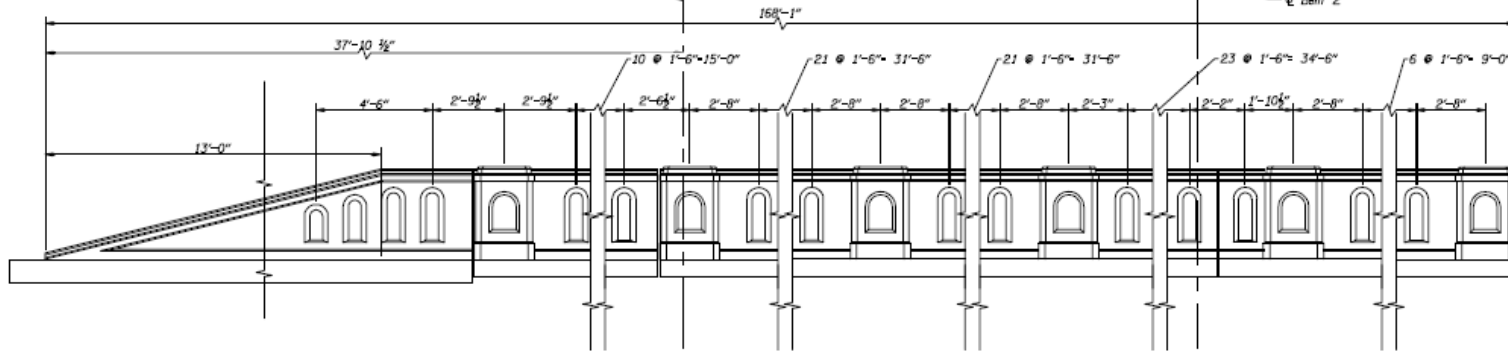 ℄ Bent 2
168'-1"
37'-10 ½"
10 @ 1'-6"=15'-0"
21 @ 1'-6"= 31'-6"
21 @ 1'-6"= 31'-6"
23 @ 1'-6"= 34'-6"
6 @ 1'-6"= 9'-0"
4'-6" 2'-9½" 2'-9½" 2'-6½" 2'-8" 2'-8" 2'-8" 2'-8" 2'-3" 2'-2" 1'-10½" 2'-8" 2'-8"
13'-0"